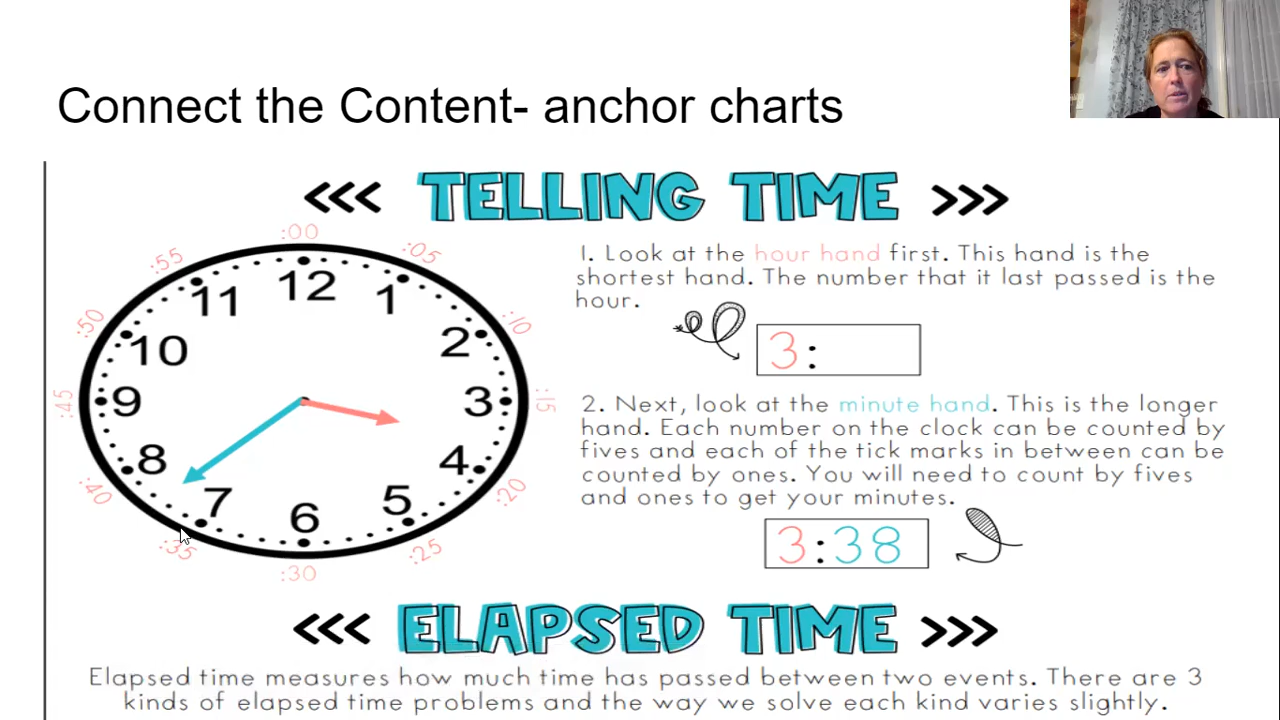 Connect the Content- anchor charts
<<< TELLING TIME >>>
:00
:05
:10
:15
:20
:25
:30
:35
:40
:45
:50
:55
12
1
2
3
4
5
6
7
8
9
10
11
1. Look at the hour hand first. This hand is the
shortest hand. The number that it last passed is the
hour.
3:
2. Next, look at the minute hand. This is the longer
hand. Each number on the clock can be counted by
fives and each of the tick marks in between can be
counted by ones. You will need to count by fives
and ones to get your minutes.
3:38
<<< ELAPSED TIME >>>
Elapsed time measures how much time has passed between two events. There are 3
kinds of elapsed time problems and the way we solve each kind varies slightly.